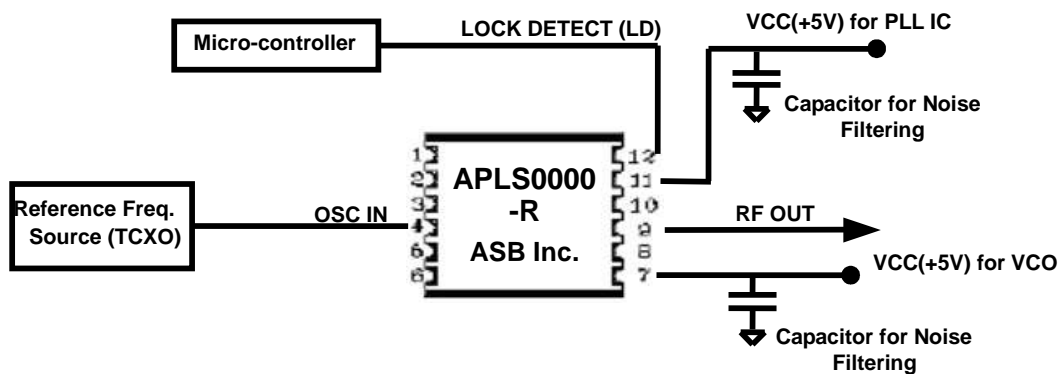 Micro-controller
LOCK DETECT (LD)
VCC(+5V) for PLL IC
Capacitor for Noise
Filtering
1
2
3
4
5
6
APLS0000
-R
ASB Inc.
12
11
10
9
8
7
Reference Freq.
Source (TCXO)
OSC IN
RF OUT
VCC(+5V) for VCO
Capacitor for Noise
Filtering